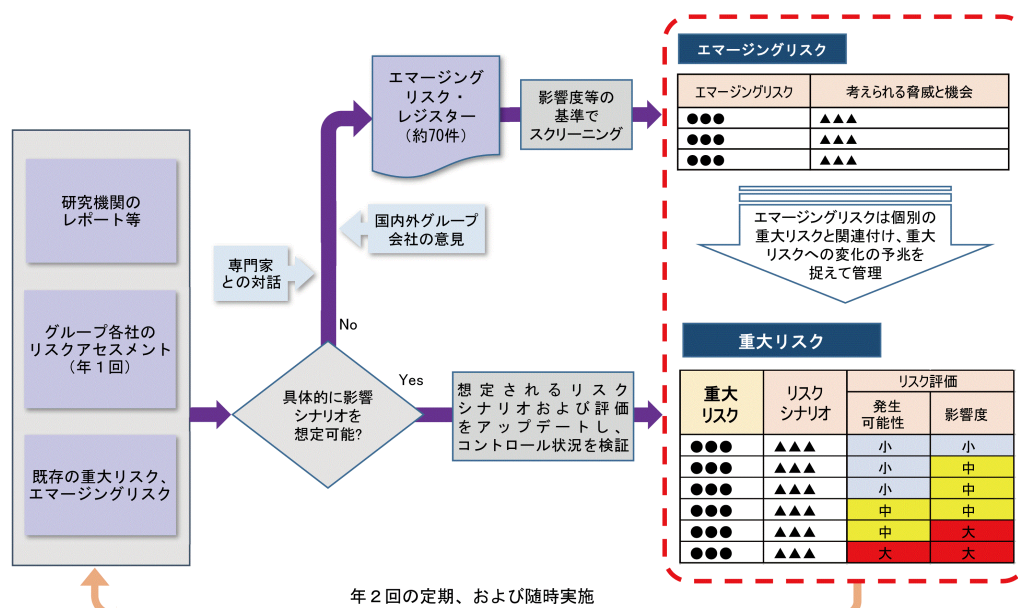 研究機関の
レポート等
グループ各社の
リスクアセスメント
（年１回）
既存の重大リスク、
エマージングリスク
具体的に影響
シナリオを
想定可能?
No
Yes
専門家
との対話
国内外グループ
会社の意見
エマージング
リスク・
レジスター
（約70件）
影響度等の
基準で
スクリーニング
想定されるリスク
シナリオおよび評価
をアップデートし、
コントロール状況を検証
エマージングリスク
エマージングリスク 考えられる脅威と機会
●●● ▲▲▲
●●● ▲▲▲
●●● ▲▲▲
エマージングリスクは個別の
重大リスクと関連付け、重大
リスクへの変化の予兆を
捉えて管理
重大リスク
重大
リスク
リスク
シナリオ
リスク評価
発生
可能性
影響度
●●● ▲▲▲ 小 小
●●● ▲▲▲ 小 中
●●● ▲▲▲ 小 中
●●● ▲▲▲ 中 中
●●● ▲▲▲ 中 大
●●● ▲▲▲ 大 大
年２回の定期、および随時実施